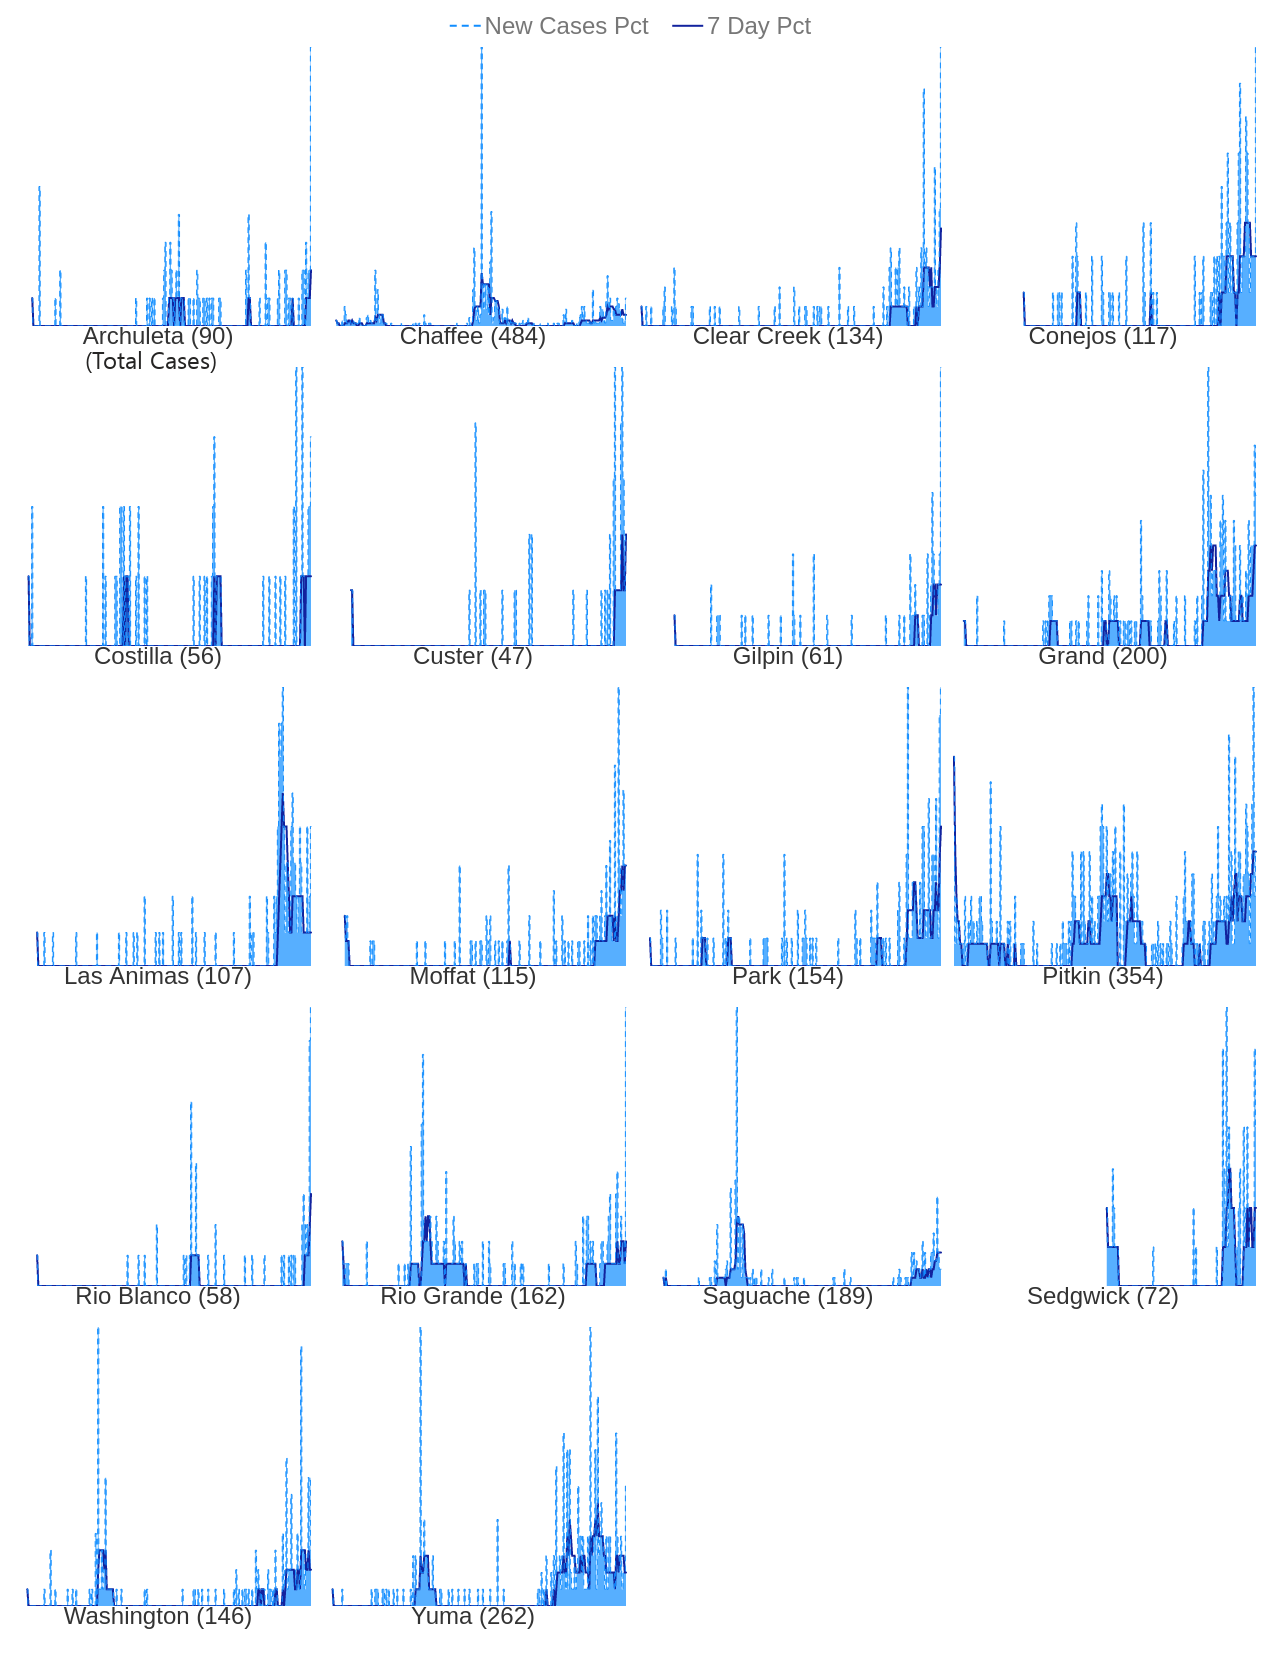 New Cases Pct 7 Day Pct
Archuleta (90) Chaffee (484) Clear Creek (134) Conejos (117)
(Total Cases)
Costilla (56) Custer (47) Gilpin (61) Grand (200)
Las Animas (107) Moffat (115) Park (154) Pitkin (354)
Rio Blanco (58) Rio Grande (162) Saguache (189) Sedgwick (72)
Washington (146) Yuma (262)